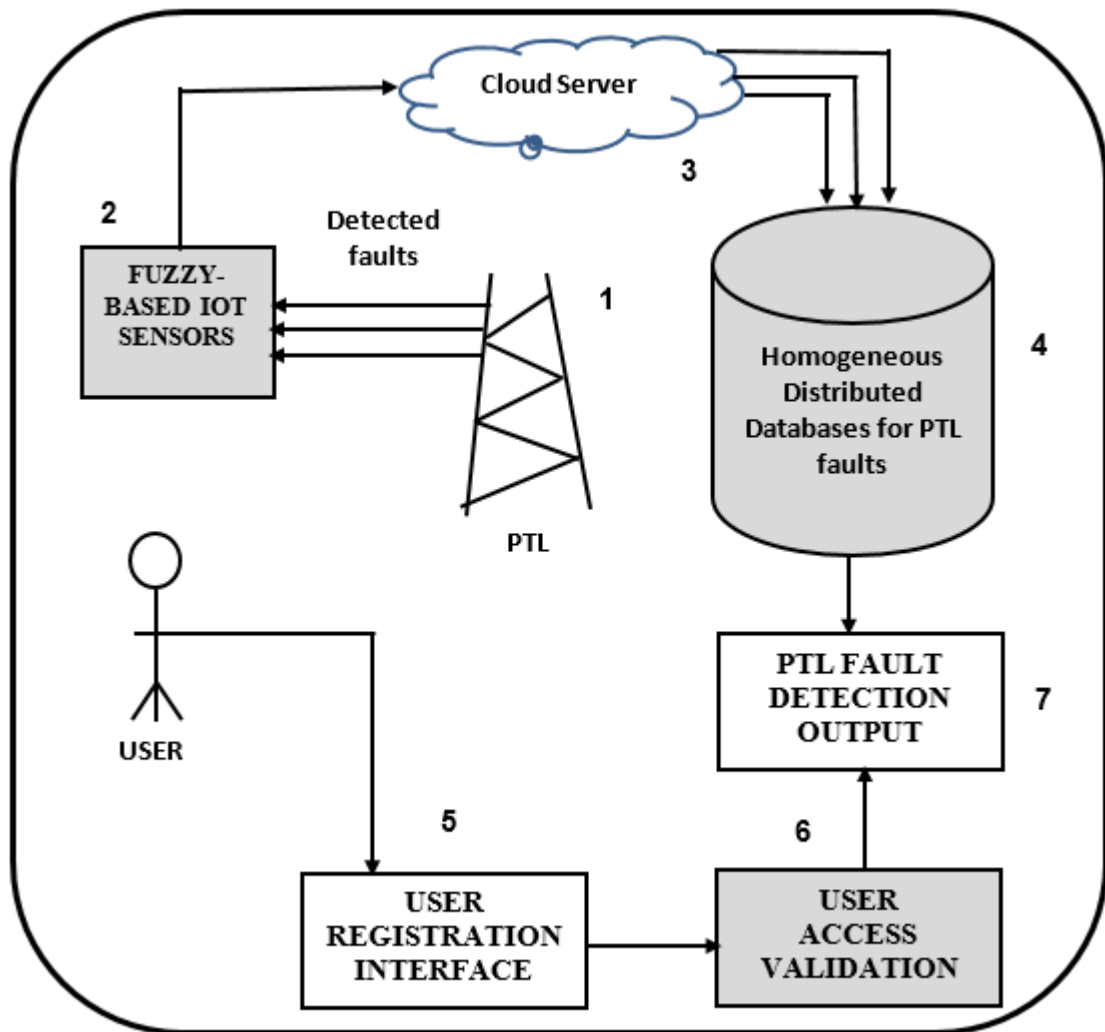 Cloud Server
3
2
Detected
faults
FUZZY-
BASED IOT
SENSORS
1
4
Homogeneous
Distributed
Databases for PTL
faults
PTL
PTL FAULT
DETECTION
OUTPUT
7
USER
5
6
USER
REGISTRATION
INTERFACE
USER
ACCESS
VALIDATION